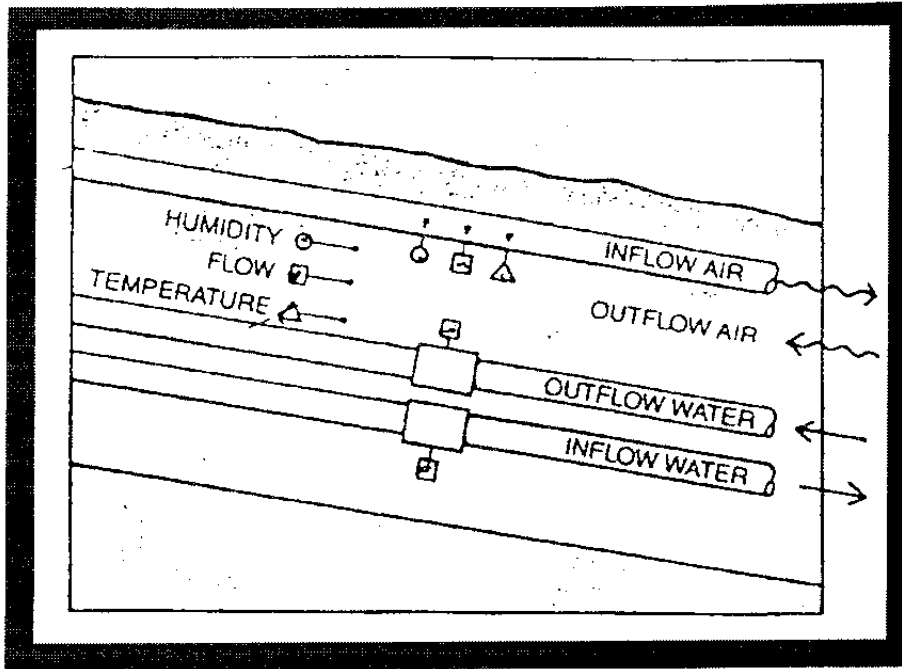 HUMIDITY
FLOW
TEMPERATURE
INFLOW AIR
OUTFLOW AIR
OUTFLOW WATER
INFLOW WATER